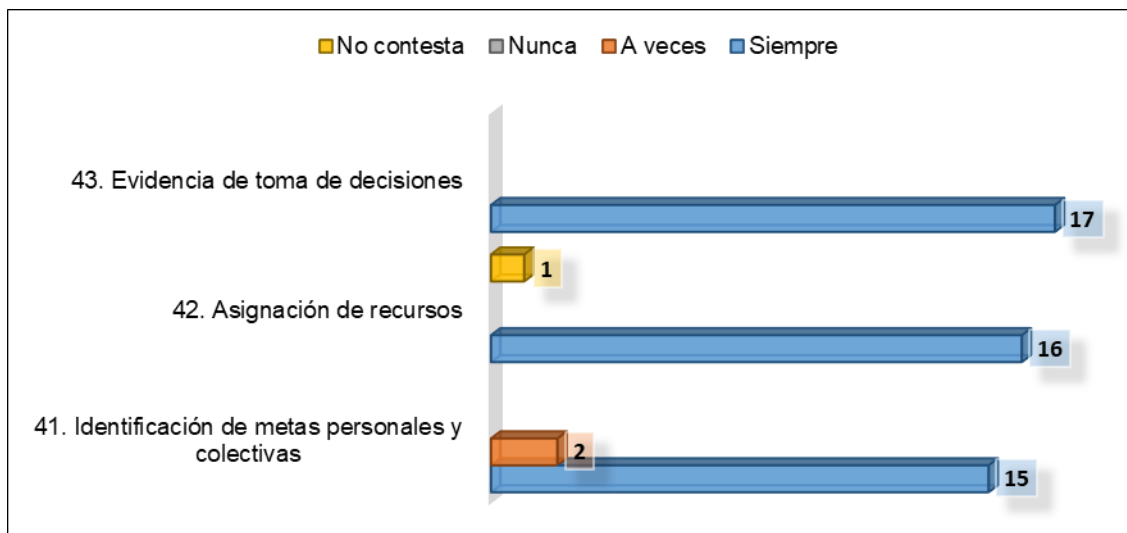 No contesta Nunca A veces Siempre
43. Evidencia de toma de decisiones
17
1
42. Asignación de recursos
16
41. Identificación de metas personales y
colectivas
2
15